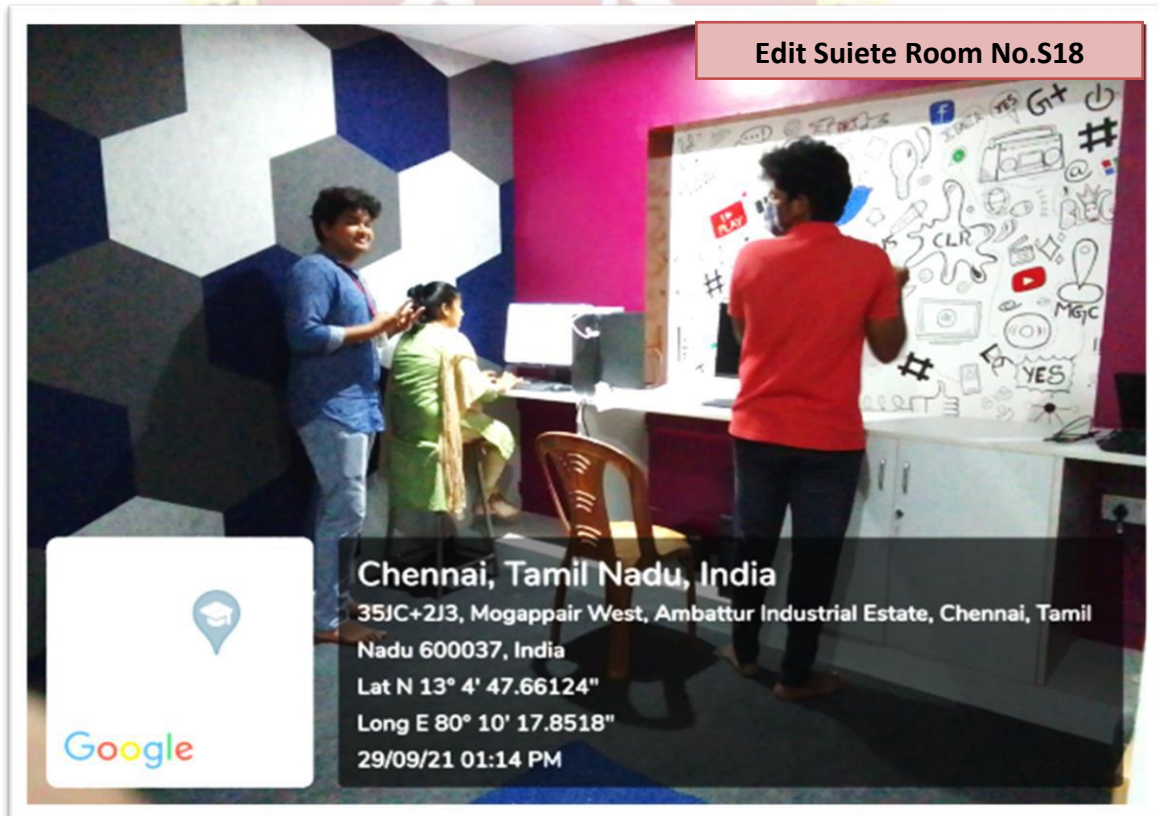 Edit Suiete Room No.S18
YES
G+
#
@
PLAY
CLR
#
MGC
YES
#
Chennai, Tamil Nadu, India
35JC+2J3, Mogappair West, Ambattur Industrial Estate, Chennai, Tamil
Nadu 600037, India
Lat N 13° 4' 47.66124"
Long E 80° 10' 17.8518"
29/09/21 01:14 PM
Google